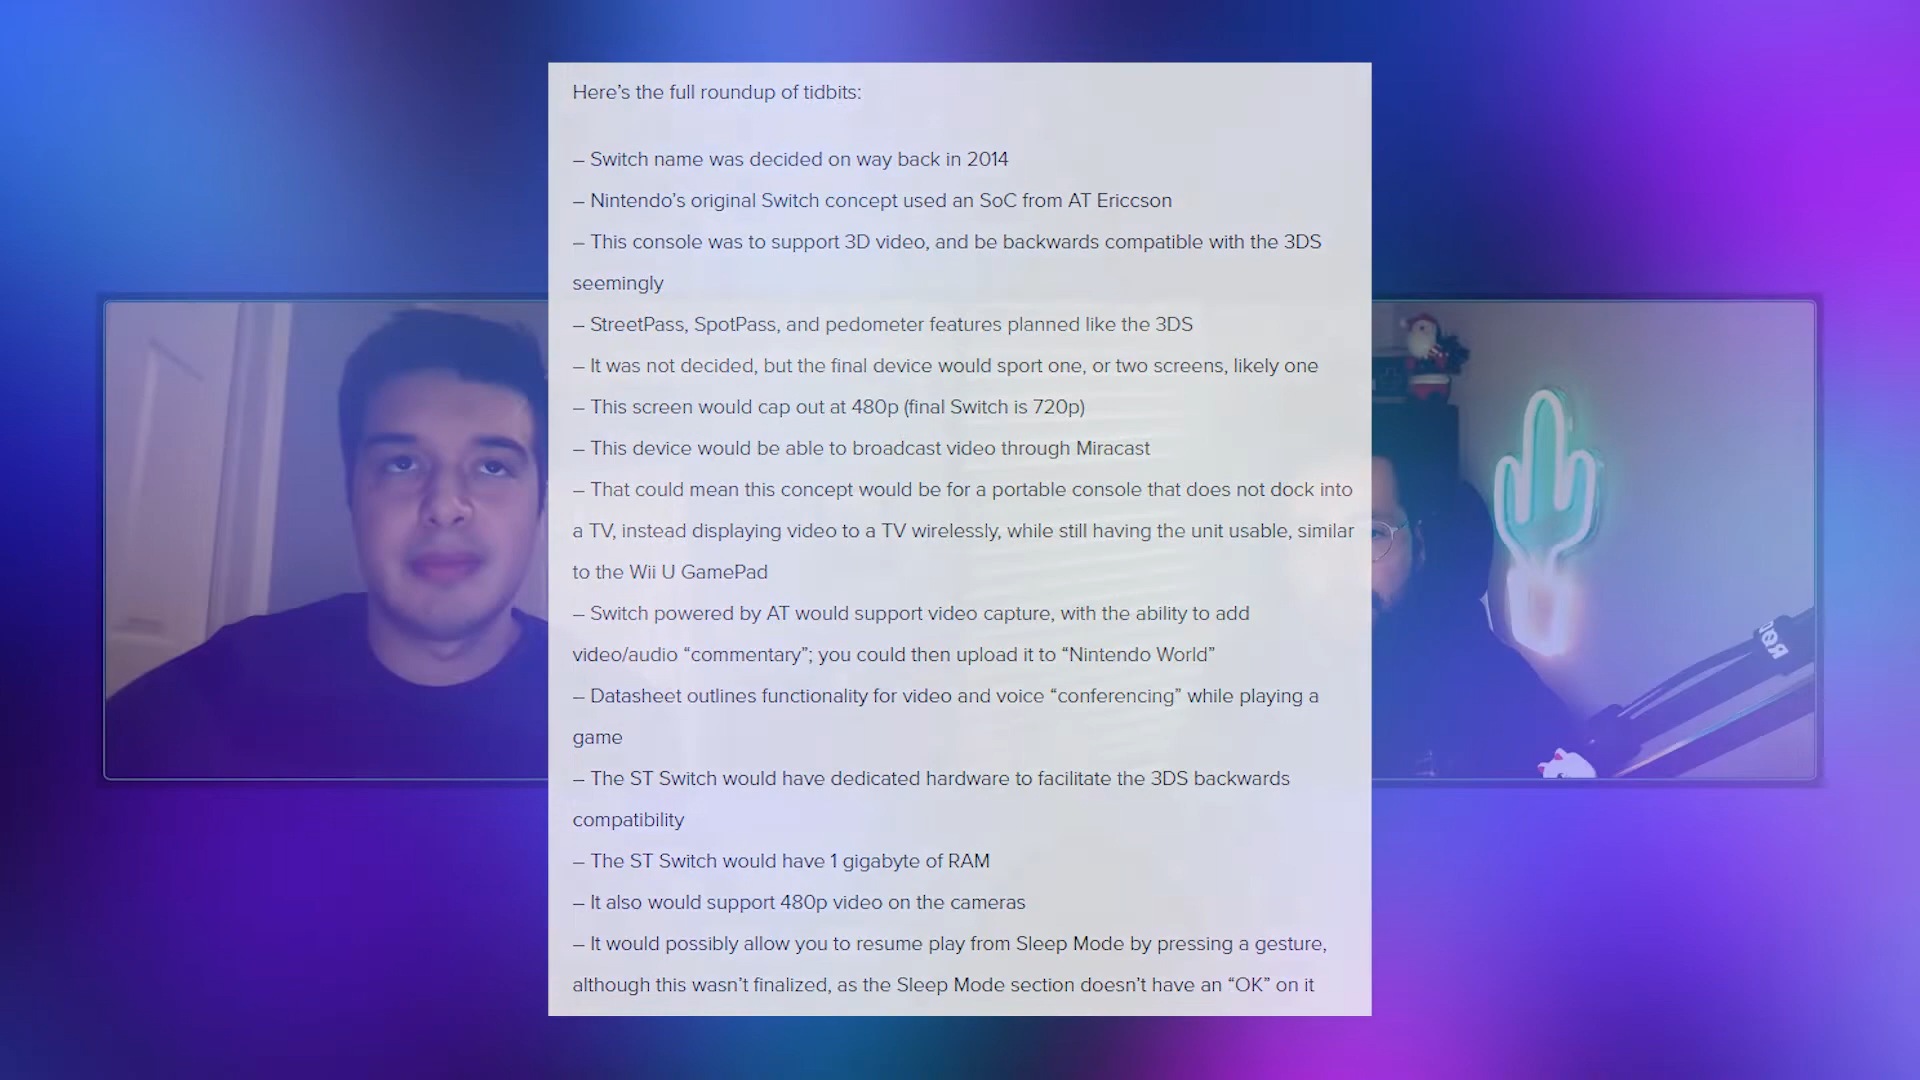 Here’s the full roundup of tidbits:
– Switch name was decided on way back in 2014
– Nintendo’s original Switch concept used an SoC from AT Ericcson
– This console was to support 3D video, and be backwards compatible with the 3DS
seemingly
– StreetPass, SpotPass, and pedometer features planned like the 3DS
– It was not decided, but the final device would sport one, or two screens, likely one
– This screen would cap out at 480p (final Switch is 720p)
– This device would be able to broadcast video through Miracast
– That could mean this concept would be for a portable console that does not dock into
a TV, instead displaying video to a TV wirelessly, while still having the unit usable, similar
to the Wii U GamePad
– Switch powered by AT would support video capture, with the ability to add
video/audio “commentary”; you could then upload it to “Nintendo World”
– Datasheet outlines functionality for video and voice “conferencing” while playing a
game
– The ST Switch would have dedicated hardware to facilitate the 3DS backwards
compatibility
– The ST Switch would have 1 gigabyte of RAM
– It also would support 480p video on the cameras
– It would possibly allow you to resume play from Sleep Mode by pressing a gesture,
although this wasn’t finalized, as the Sleep Mode section doesn’t have an “OK” on it